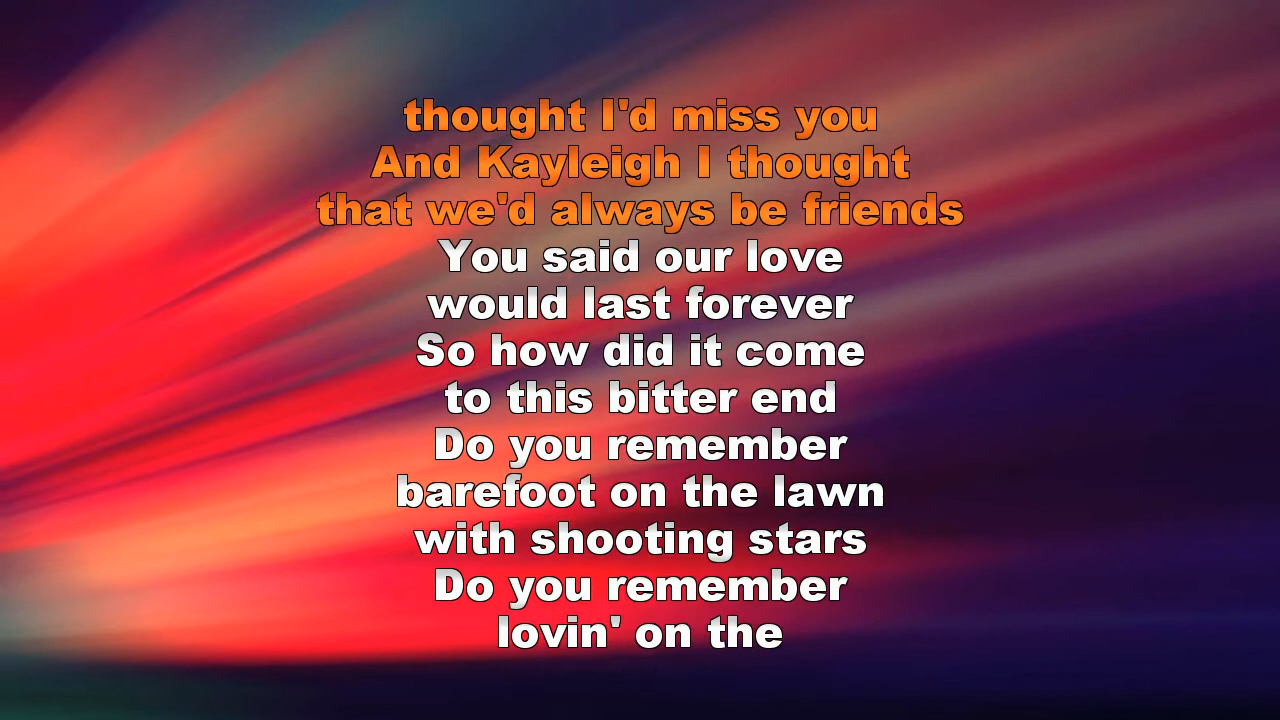 thought I'd miss you
And Kayleigh I thought
that we'd always be friends
You said our love
would last forever
So how did it come
to this bitter end
Do you remember
barefoot on the lawn
with shooting stars
Do you remember
lovin' on the